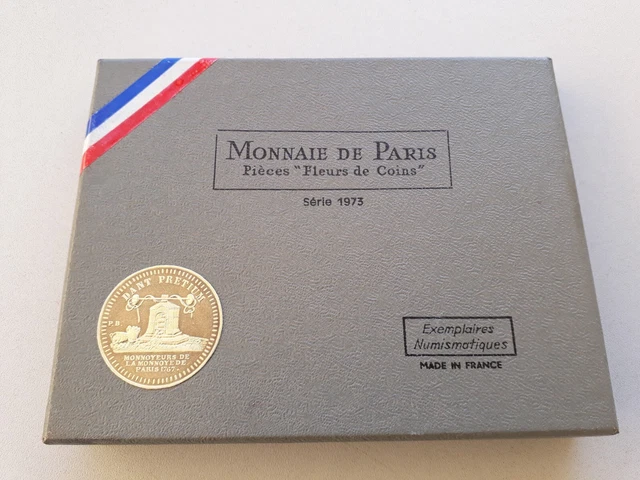 MONNAIE DE PARIS
Pièces "Fleurs de Coins"
Série 1973
DANT PRETIUM
P.B.
MONNOYEURS DE
LA MONNOYE DE
PARIS 1767.
Exemplaires
Numismatiques
MADE IN FRANCE